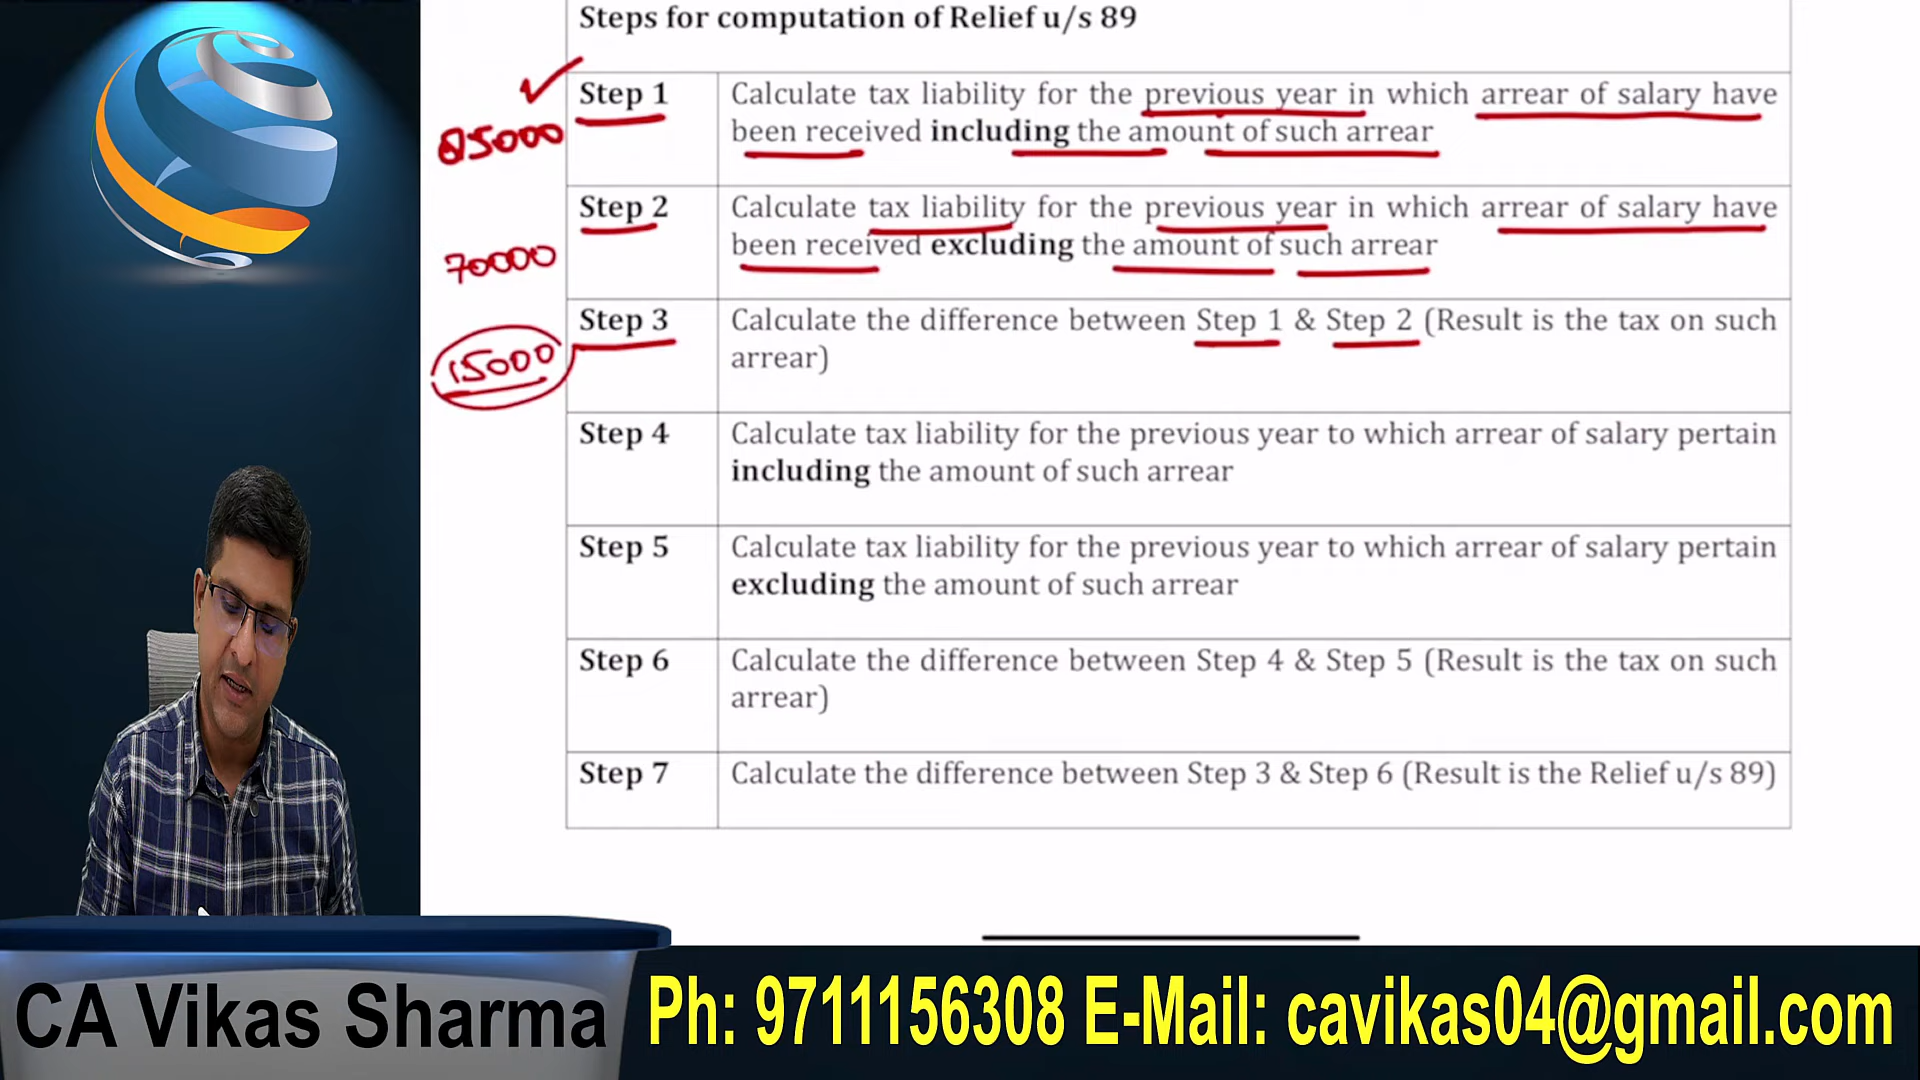 Steps for computation of Relief u/s 89
Step 1
Calculate tax liability for the previous year in which arrear of salary have
been received including the amount of such arrear
85000
Step 2
Calculate tax liability for the previous year in which arrear of salary have
been received excluding the amount of such arrear
70000
Step 3
Calculate the difference between Step 1 & Step 2 (Result is the tax on such
arrear)
15000
Step 4
Calculate tax liability for the previous year to which arrear of salary pertain
including the amount of such arrear
Step 5
Calculate tax liability for the previous year to which arrear of salary pertain
excluding the amount of such arrear
Step 6
Calculate the difference between Step 4 & Step 5 (Result is the tax on such
arrear)
Step 7
Calculate the difference between Step 3 & Step 6 (Result is the Relief u/s 89)
CA Vikas Sharma
Ph: 9711156308 E-Mail: cavikas04@gmail.com